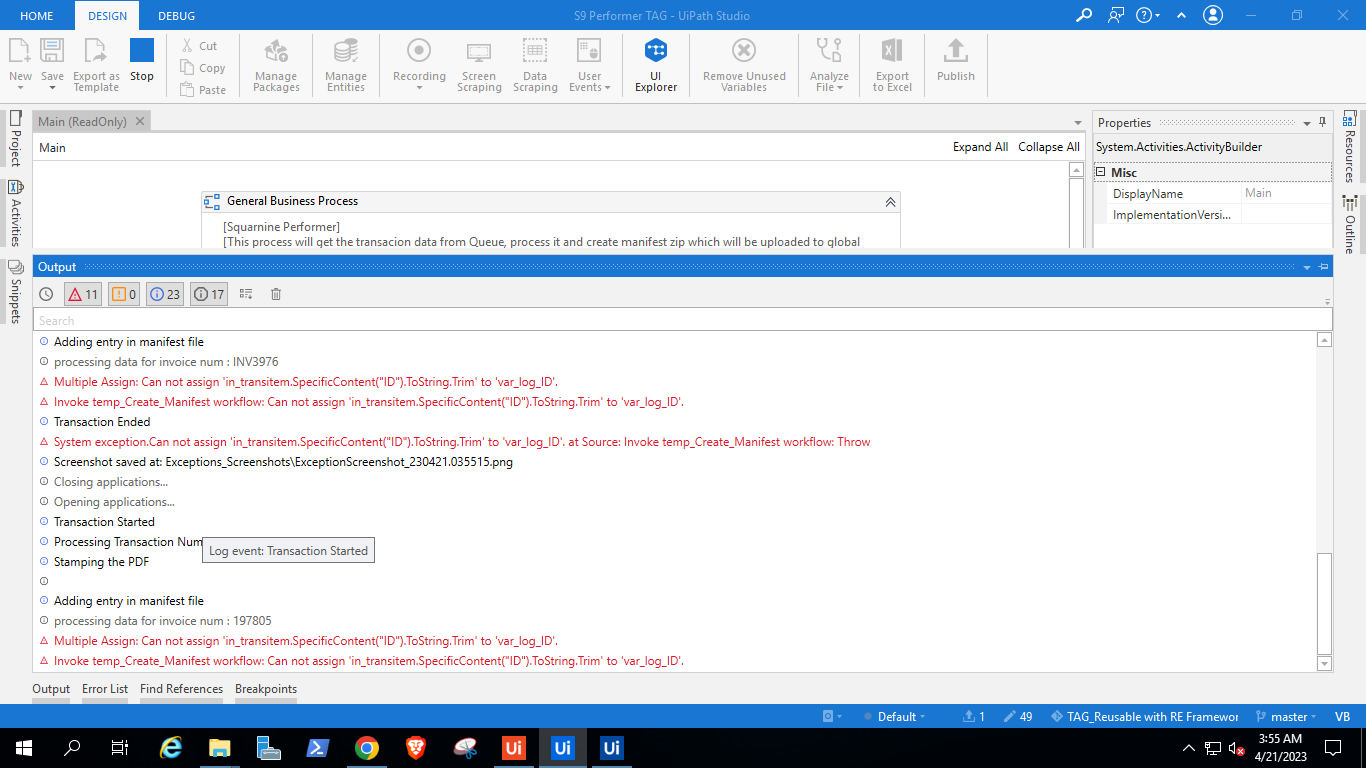 HOME DESIGN DEBUG S9 Performer TAG - UiPath Studio
New Save Export as Template Stop
Cut
Copy
Paste
Manage Packages
Manage Entities
Recording
Screen Scraping
Data Scraping
User Events
UI Explorer
Remove Unused Variables
Analyze File
Export to Excel
Publish
Project
Activities
Snippets
Main (ReadOnly)
Main Expand All Collapse All
General Business Process
[Squarnine Performer]
[This process will get the transacion data from Queue, process it and create manifest zip which will be uploaded to global
Properties
System.Activities.ActivityBuilder
Misc
DisplayName Main
ImplementationVersi...
Resources
Outline
Output
11 0 23 17
Search
Adding entry in manifest file
processing data for invoice num : INV3976
Multiple Assign: Can not assign 'in_transitem.SpecificContent("ID").ToString.Trim' to 'var_log_ID'.
Invoke temp_Create_Manifest workflow: Can not assign 'in_transitem.SpecificContent("ID").ToString.Trim' to 'var_log_ID'.
Transaction Ended
System exception.Can not assign 'in_transitem.SpecificContent("ID").ToString.Trim' to 'var_log_ID'. at Source: Invoke temp_Create_Manifest workflow: Throw
Screenshot saved at: Exceptions_Screenshots\ExceptionScreenshot_230421.035515.png
Closing applications...
Opening applications...
Transaction Started
Processing Transaction Num
Log event: Transaction Started
Stamping the PDF
Adding entry in manifest file
processing data for invoice num : 197805
Multiple Assign: Can not assign 'in_transitem.SpecificContent("ID").ToString.Trim' to 'var_log_ID'.
Invoke temp_Create_Manifest workflow: Can not assign 'in_transitem.SpecificContent("ID").ToString.Trim' to 'var_log_ID'.
Output Error List Find References Breakpoints
Default 1 49 TAG_Reusable with RE Framewor master VB
Ui Ui Ui
3:55 AM
4/21/2023